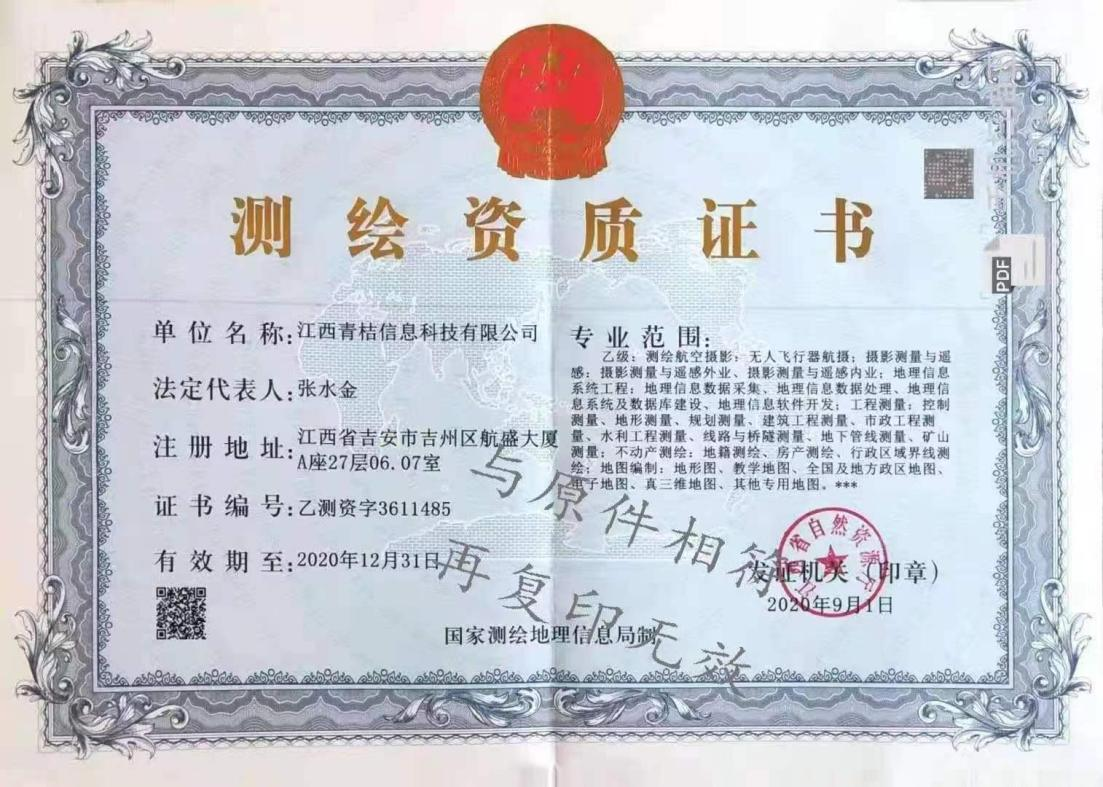 测绘资质证书
PDF
单位名称:江西青桔信息科技有限公司
法定代表人:张水金
注册地址:江西省吉安市吉州区航盛大厦
A座27层06.07室
证书编号:乙测资字3611485
有效期至:2020年12月31日
专业范围:
乙级:测绘航空摄影:无人飞行器航摄;摄影测量与遥
感:摄影测量与遥感外业、摄影测量与遥感内业;地理信息
系统工程:地理信息数据采集、地理信息数据处理、地理信
息系统及数据库建设、地理信息软件开发;工程测量:控制
测量、地形测量、规划测量、建筑工程测量、市政工程测
量、水利工程测量、线路与桥隧测量、地下管线测量、矿山
测量;不动产测绘:地籍测绘、房产测绘、行政区域界线测
绘;地图编制:地形图、教学地图、全国及地方政区地图、
电子地图、真三维地图、其他专用地图。***
与原件相符
再复印无效
江西省自然资源厅
发证机关(印章)
2020年9月1日
国家测绘地理信息局制